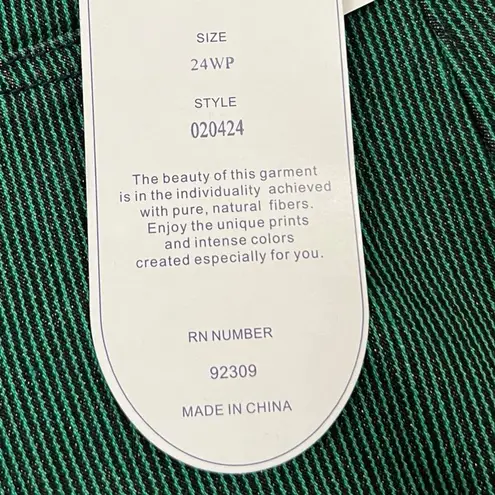 SIZE
24WP
STYLE
020424
The beauty of this garment
is in the individuality achieved
with pure, natural fibers.
Enjoy the unique prints
and intense colors
created especially for you.
RN NUMBER
92309
MADE IN CHINA